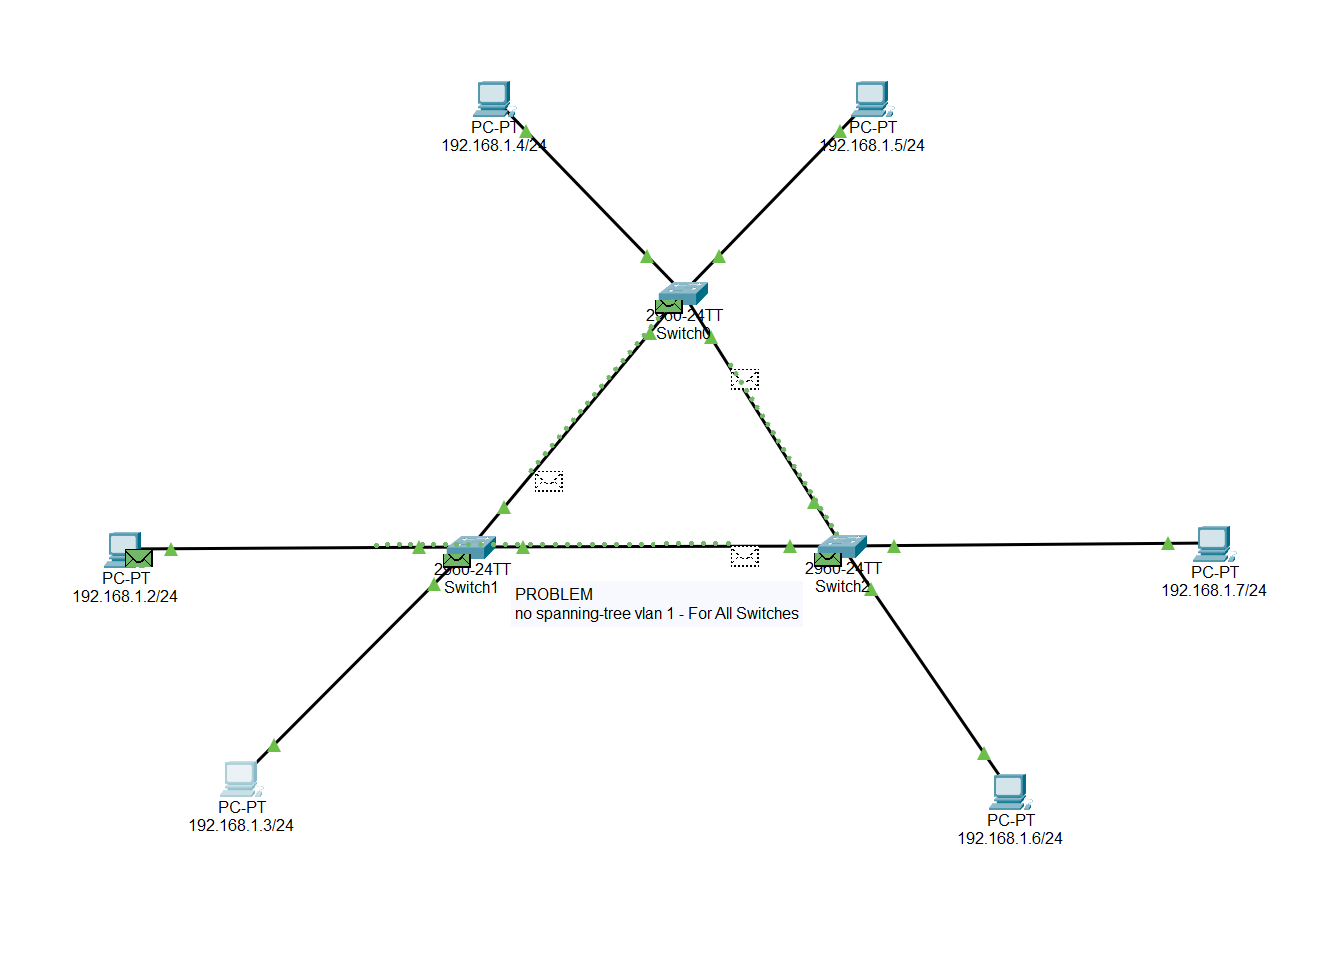 PC-PT
192.168.1.4/24
PC-PT
192.168.1.5/24
2960-24TT
Switch0
PC-PT
192.168.1.2/24
2960-24TT
Switch1
2960-24TT
Switch2
PC-PT
192.168.1.7/24
PROBLEM
no spanning-tree vlan 1 - For All Switches
PC-PT
192.168.1.3/24
PC-PT
192.168.1.6/24